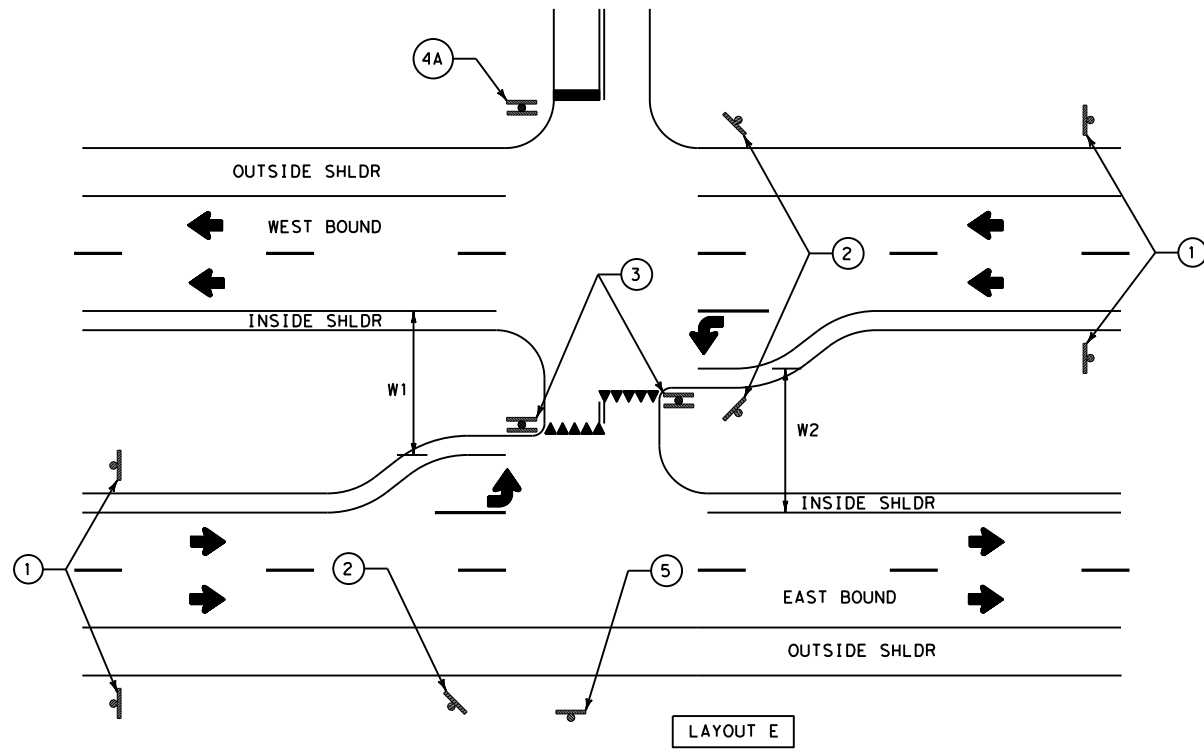 4A
OUTSIDE SHLDR
WEST BOUND
2
1
3
INSIDE SHLDR
W1
W2
INSIDE SHLDR
1
2
5
EAST BOUND
OUTSIDE SHLDR
LAYOUT E